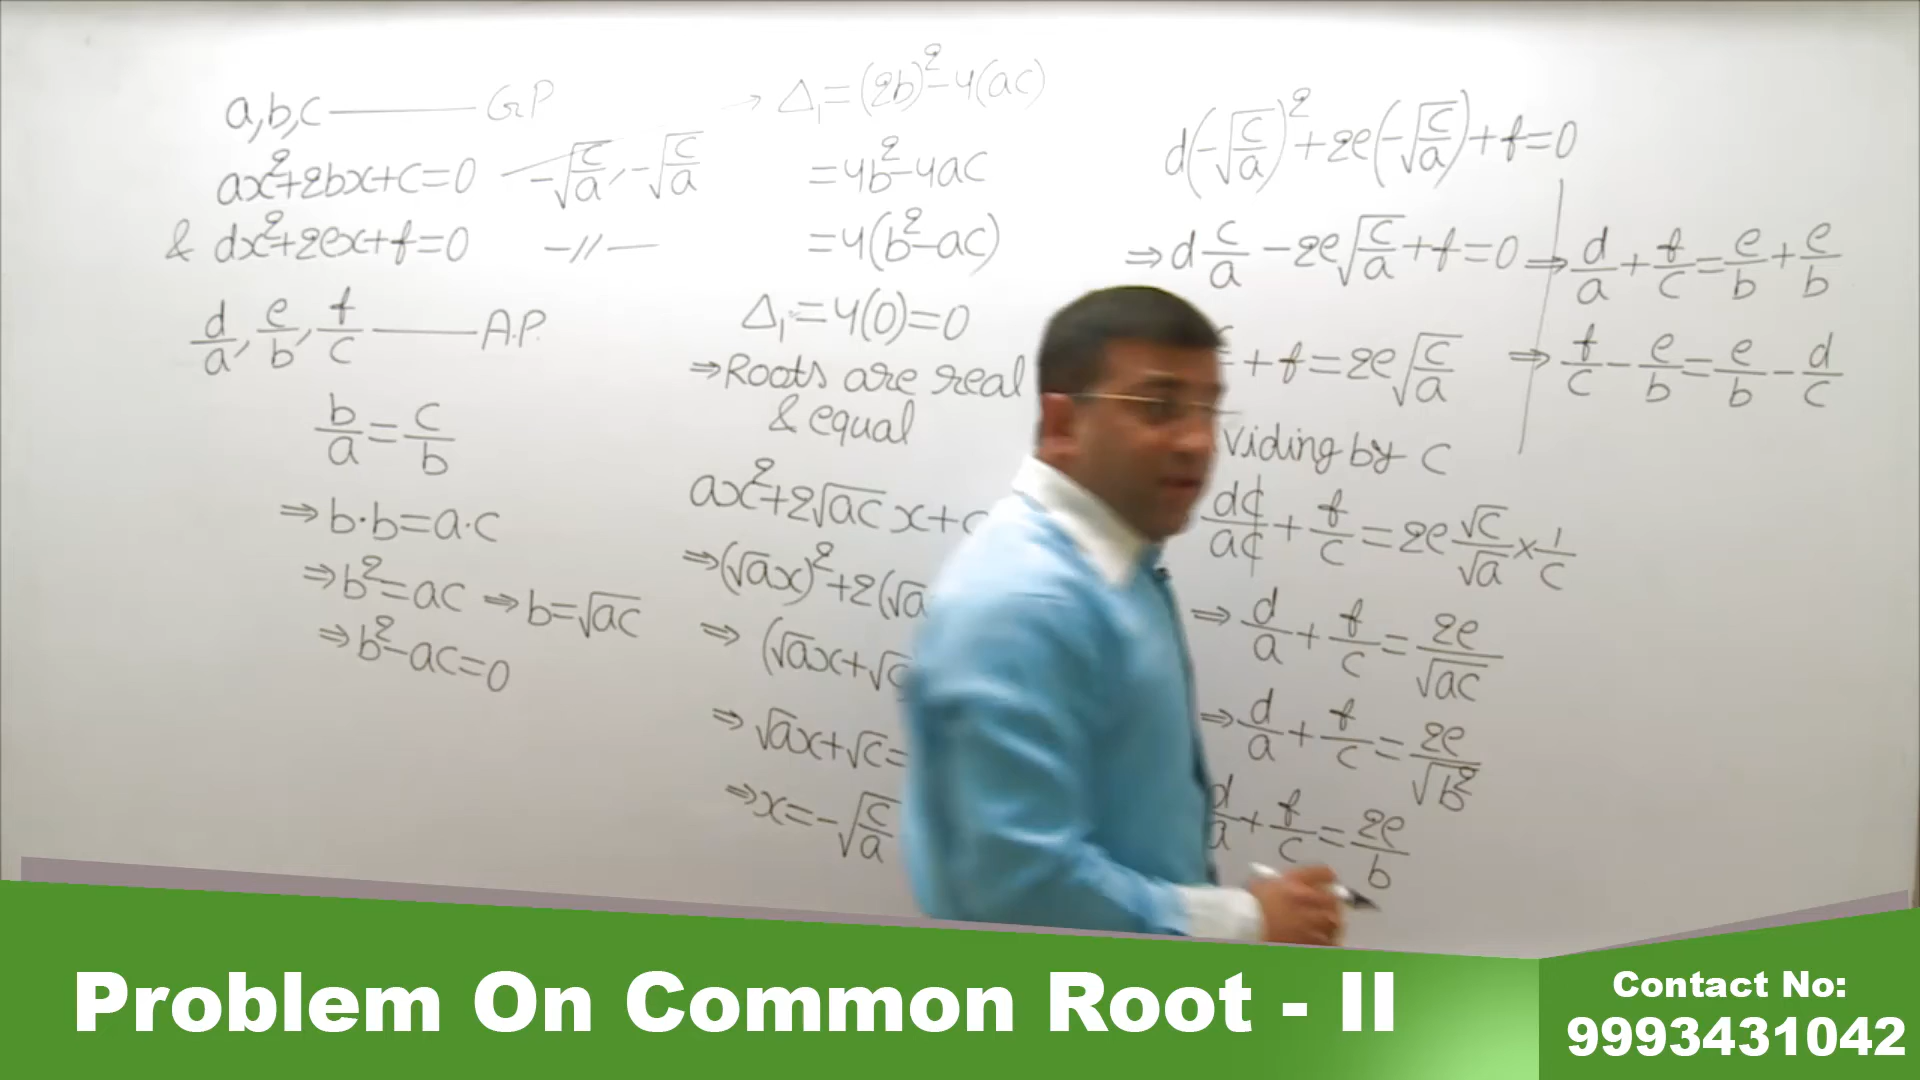 a,b,c ——— G.P
ax²+2bx+c=0 -√(c/a), -√(c/a)
& dx²+2ex+f=0 -//-
d/a, e/b, f/c ——— A.P.
b/a = c/b
⇒ b·b=a·c
⇒ b²=ac ⇒ b=√ac
⇒ b²-ac=0
→ Δ₁=(2b)²-4(ac)
=4b²-4ac
=4(b²-ac)
Δ₁=4(0)=0
⇒ Roots are real
& equal
ax²+2√ac x+c
⇒ (√ax)²+2(√a
⇒ (√ax+√c
⇒ √ax+√c=
⇒ x=-√(c/a)
d(-√(c/a))²+2e(-√(c/a))+f=0
⇒ d c/a - 2e√(c/a)+f=0
+f=2e√(c/a)
viding by c
dc/ac + f/c = 2e √c/√a × 1/c
⇒ d/a + f/c = 2e/√ac
⇒ d/a + f/c = 2e/√b²
d/a + f/c = 2e/b
⇒ d/a + f/c = e/b + e/b
⇒ f/c - e/b = e/b - d/c
Problem On Common Root - II
Contact No:
9993431042